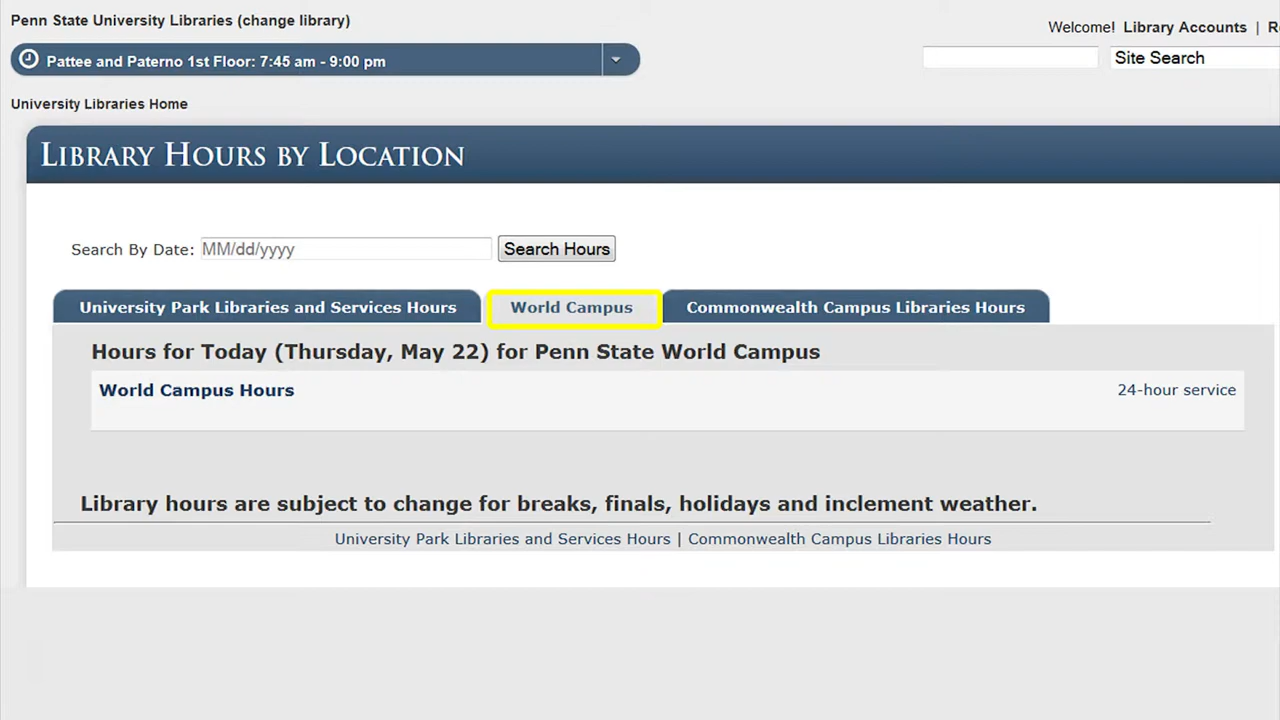 Penn State University Libraries (change library)
Welcome! Library Accounts |
Pattee and Paterno 1st Floor: 7:45 am - 9:00 pm
Site Search
University Libraries Home
Library Hours by Location
Search By Date: MM/dd/yyyy Search Hours
University Park Libraries and Services Hours World Campus Commonwealth Campus Libraries Hours
Hours for Today (Thursday, May 22) for Penn State World Campus
World Campus Hours 24-hour service
Library hours are subject to change for breaks, finals, holidays and inclement weather.
University Park Libraries and Services Hours | Commonwealth Campus Libraries Hours